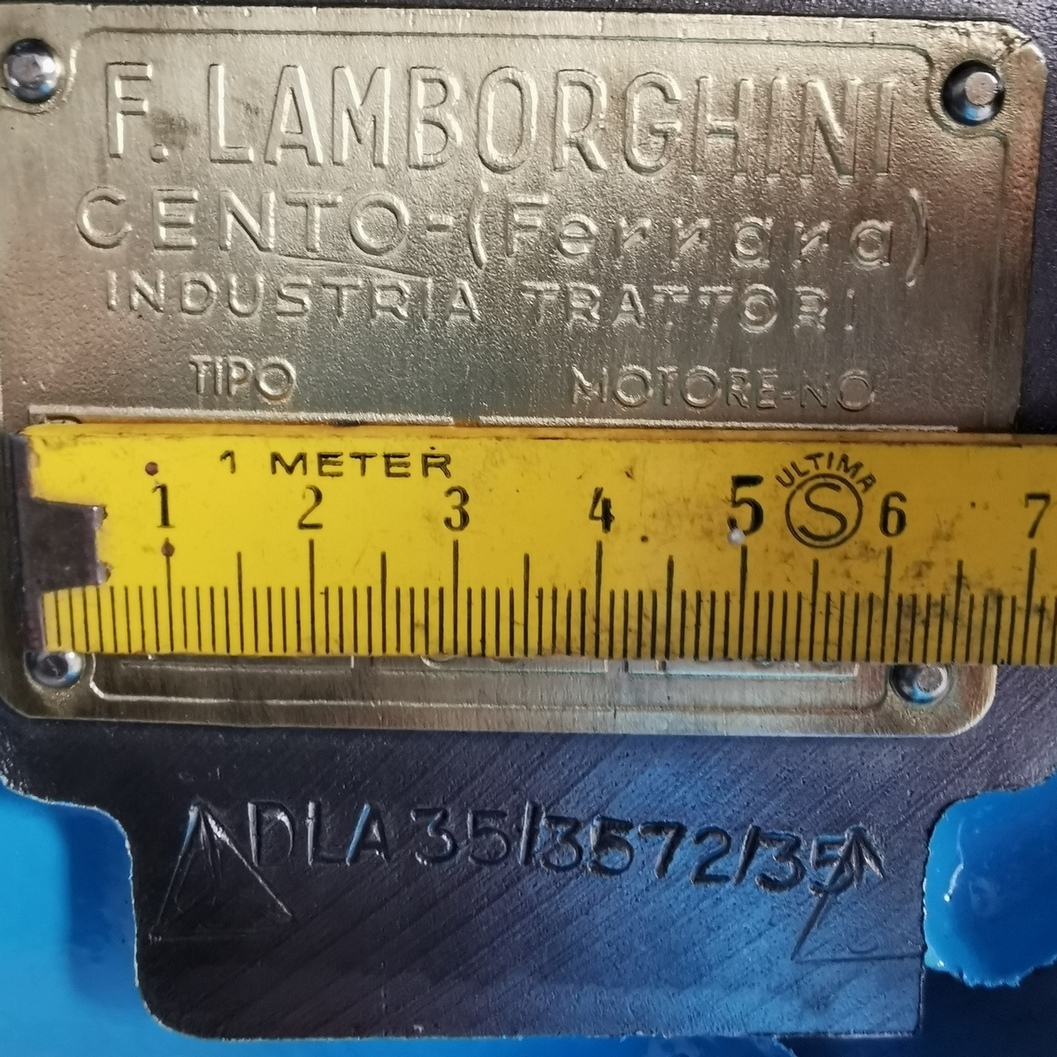 F. LAMBORGHINI
CENTO-(Ferrara)
INDUSTRIA TRATTORI
TIPO MOTORE-NO
1 METER ULTIMA
S
1 2 3 4 5 6 7
DLA 35/3572/35